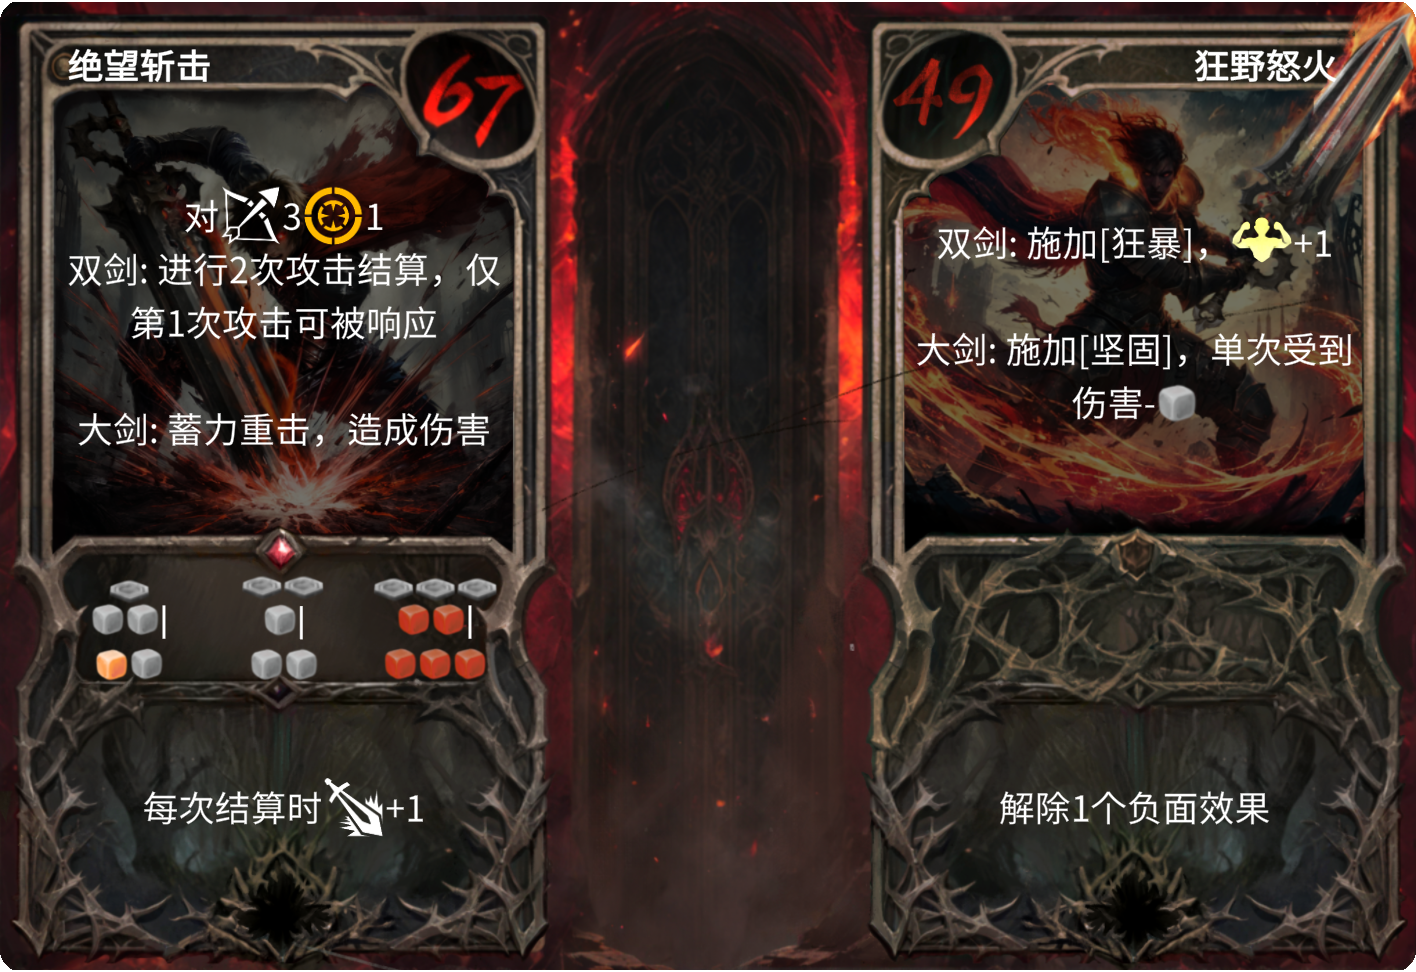 绝望斩击
67
对3 1
双剑: 进行2次攻击结算，仅
第1次攻击可被响应
大剑: 蓄力重击，造成伤害
| | |
每次结算时+1
49
狂野怒火
双剑: 施加[狂暴]， +1
大剑: 施加[坚固]，单次受到
伤害-
解除1个负面效果